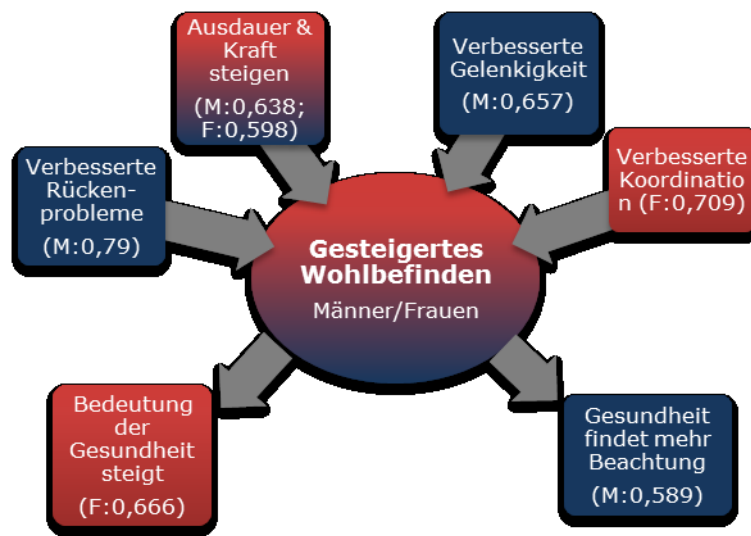 Ausdauer &
Kraft
steigen
(M:0,638;
F:0,598)
Verbesserte
Gelenkigkeit
(M:0,657)
Verbesserte
Rücken-
probleme
(M:0,79)
Verbesserte
Koordinatio
n (F:0,709)
Gesteigertes
Wohlbefinden
Männer/Frauen
Bedeutung
der
Gesundheit
steigt
(F:0,666)
Gesundheit
findet mehr
Beachtung
(M:0,589)